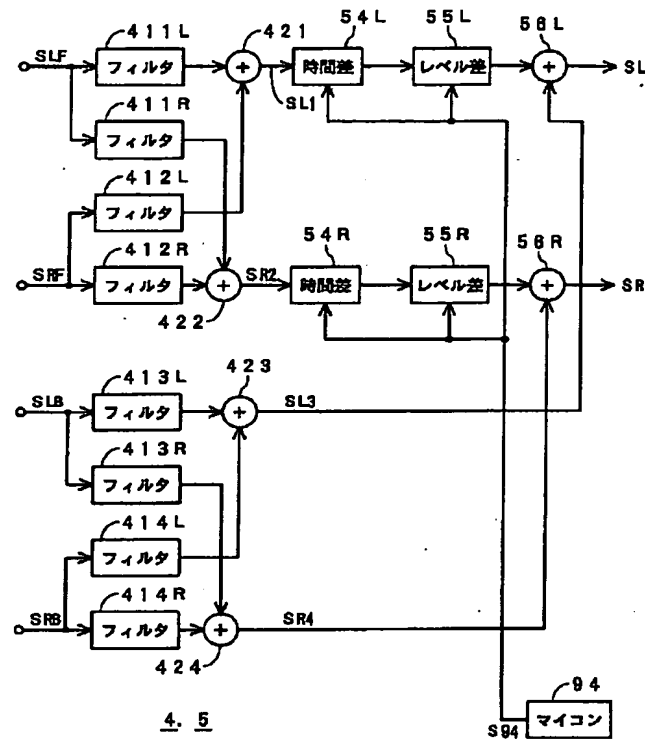 411L 421 54L 55L 56L
SLF フィルタ + SL1 時間差 レベル差 + SL
411R
フィルタ
412L
フィルタ
412R 54R 55R 56R
SRF フィルタ + SR2 時間差 レベル差 + SR
422
413L 423
SLB フィルタ + SL3
413R
フィルタ
414L
フィルタ
414R
SRB フィルタ + SR4
424
94
4. 5 S94 マイコン